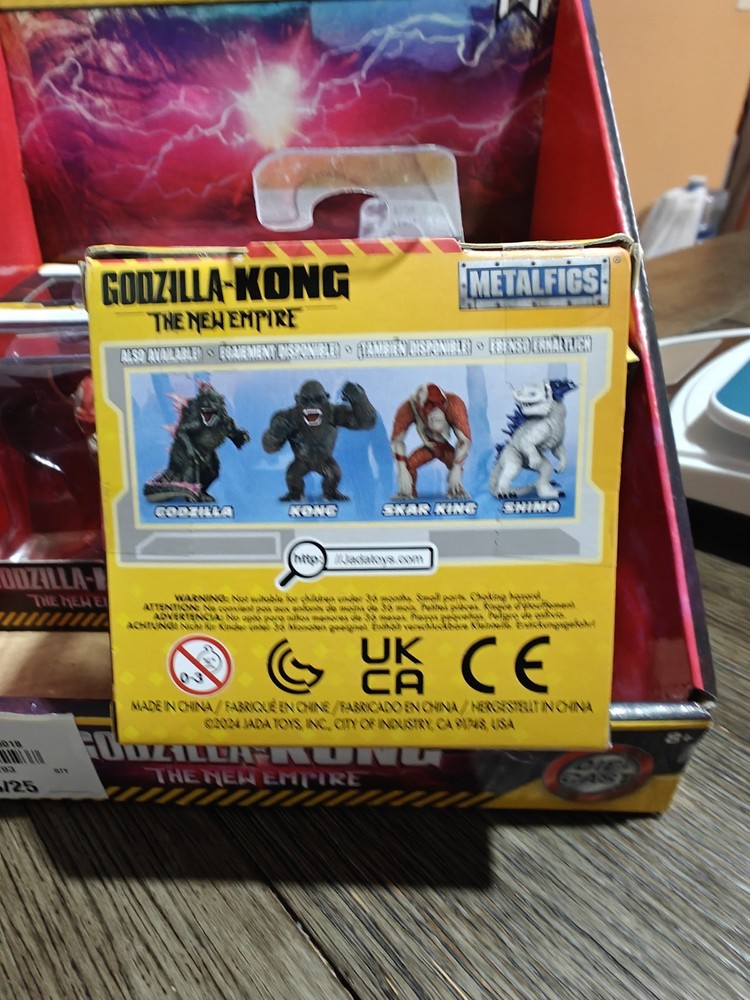 GODZILLA-KONG
THE NEW EMPIRE
METALFIGS
ALSO AVAILABLE! • ÉGALEMENT DISPONIBLE! • ¡TAMBIÉN DISPONIBLE! • EBENSO ERHÄLTLICH
GODZILLA
KONG
SKAR KING
SHIMO
http: //Jadatoys.com
WARNING: Not suitable for children under 36 months. Small parts. Choking hazard.
ATTENTION: Ne convient pas aux enfants de moins de 36 mois. Petites pièces. Risque d'étouffement.
ADVERTENCIA: No apto para niños menores de 36 meses. Piezas pequeñas. Peligro de asfixia.
ACHTUNG: Nicht für Kinder unter 36 Monaten geeignet. Enthält verschluckbare Kleinteile. Erstickungsgefahr!
0-3
UK
CA
CE
MADE IN CHINA / FABRIQUÉ EN CHINE / FABRICADO EN CHINA / HERGESTELLT IN CHINA
©2024 JADA TOYS, INC., CITY OF INDUSTRY, CA 91748, USA
THE NEW
GODZILLA-KONG
THE NEW EMPIRE
8+
DIE
CAST
QTY
/25